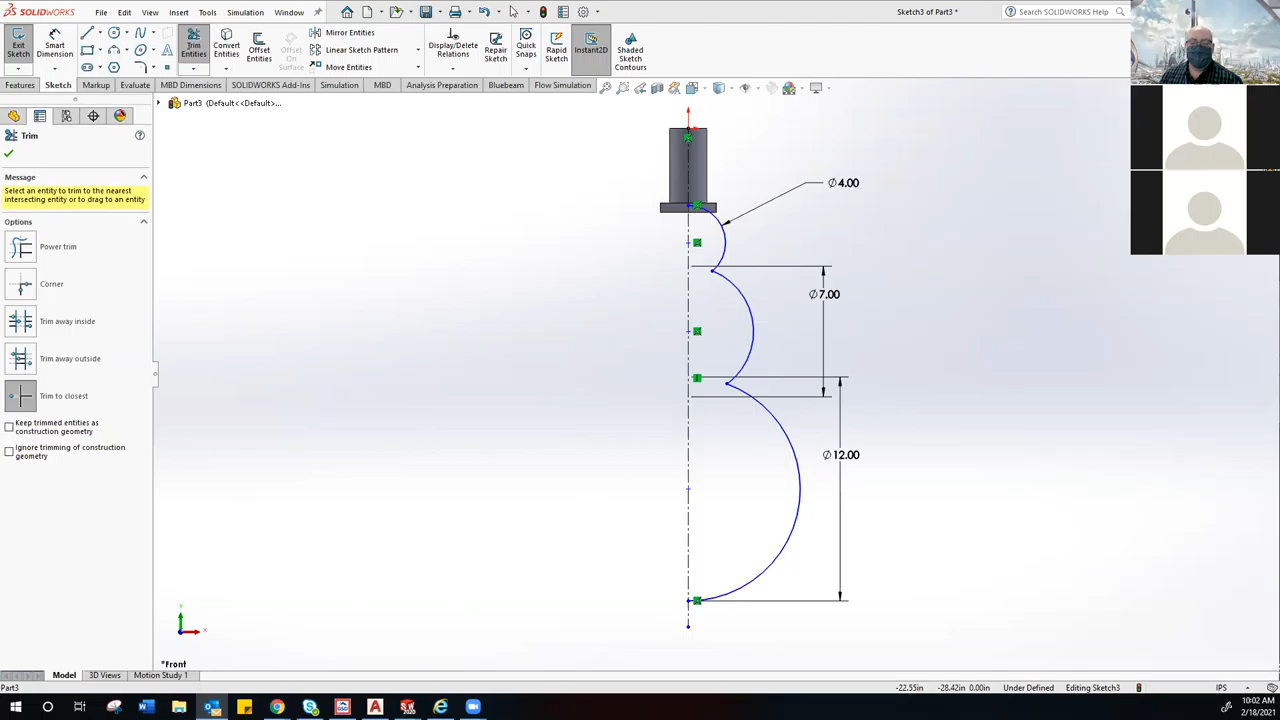 SOLIDWORKS
File
Edit
View
Insert
Tools
Simulation
Window
Sketch3 of Part3 *
Search SOLIDWORKS Help
Exit Sketch
Smart Dimension
Trim Entities
Convert Entities
Offset Entities
Offset On Surface
Mirror Entities
Linear Sketch Pattern
Move Entities
Display/Delete Relations
Repair Sketch
Quick Snaps
Rapid Sketch
Instant2D
Shaded Sketch Contours
Features
Sketch
Markup
Evaluate
MBD Dimensions
SOLIDWORKS Add-Ins
Simulation
MBD
Analysis Preparation
Bluebeam
Flow Simulation
Part3 (Default<<Default>...
Trim
Message
Select an entity to trim to the nearest
intersecting entity or to drag to an entity
Options
Power trim
Corner
Trim away inside
Trim away outside
Trim to closest
Keep trimmed entities as
construction geometry
Ignore trimming of construction
geometry
Ø4.00
Ø7.00
Ø12.00
Y
X
*Front
Model
3D Views
Motion Study 1
Part3
-22.55in
-28.42in
0.00in
Under Defined
Editing Sketch3
IPS
10:02 AM
2/18/2021